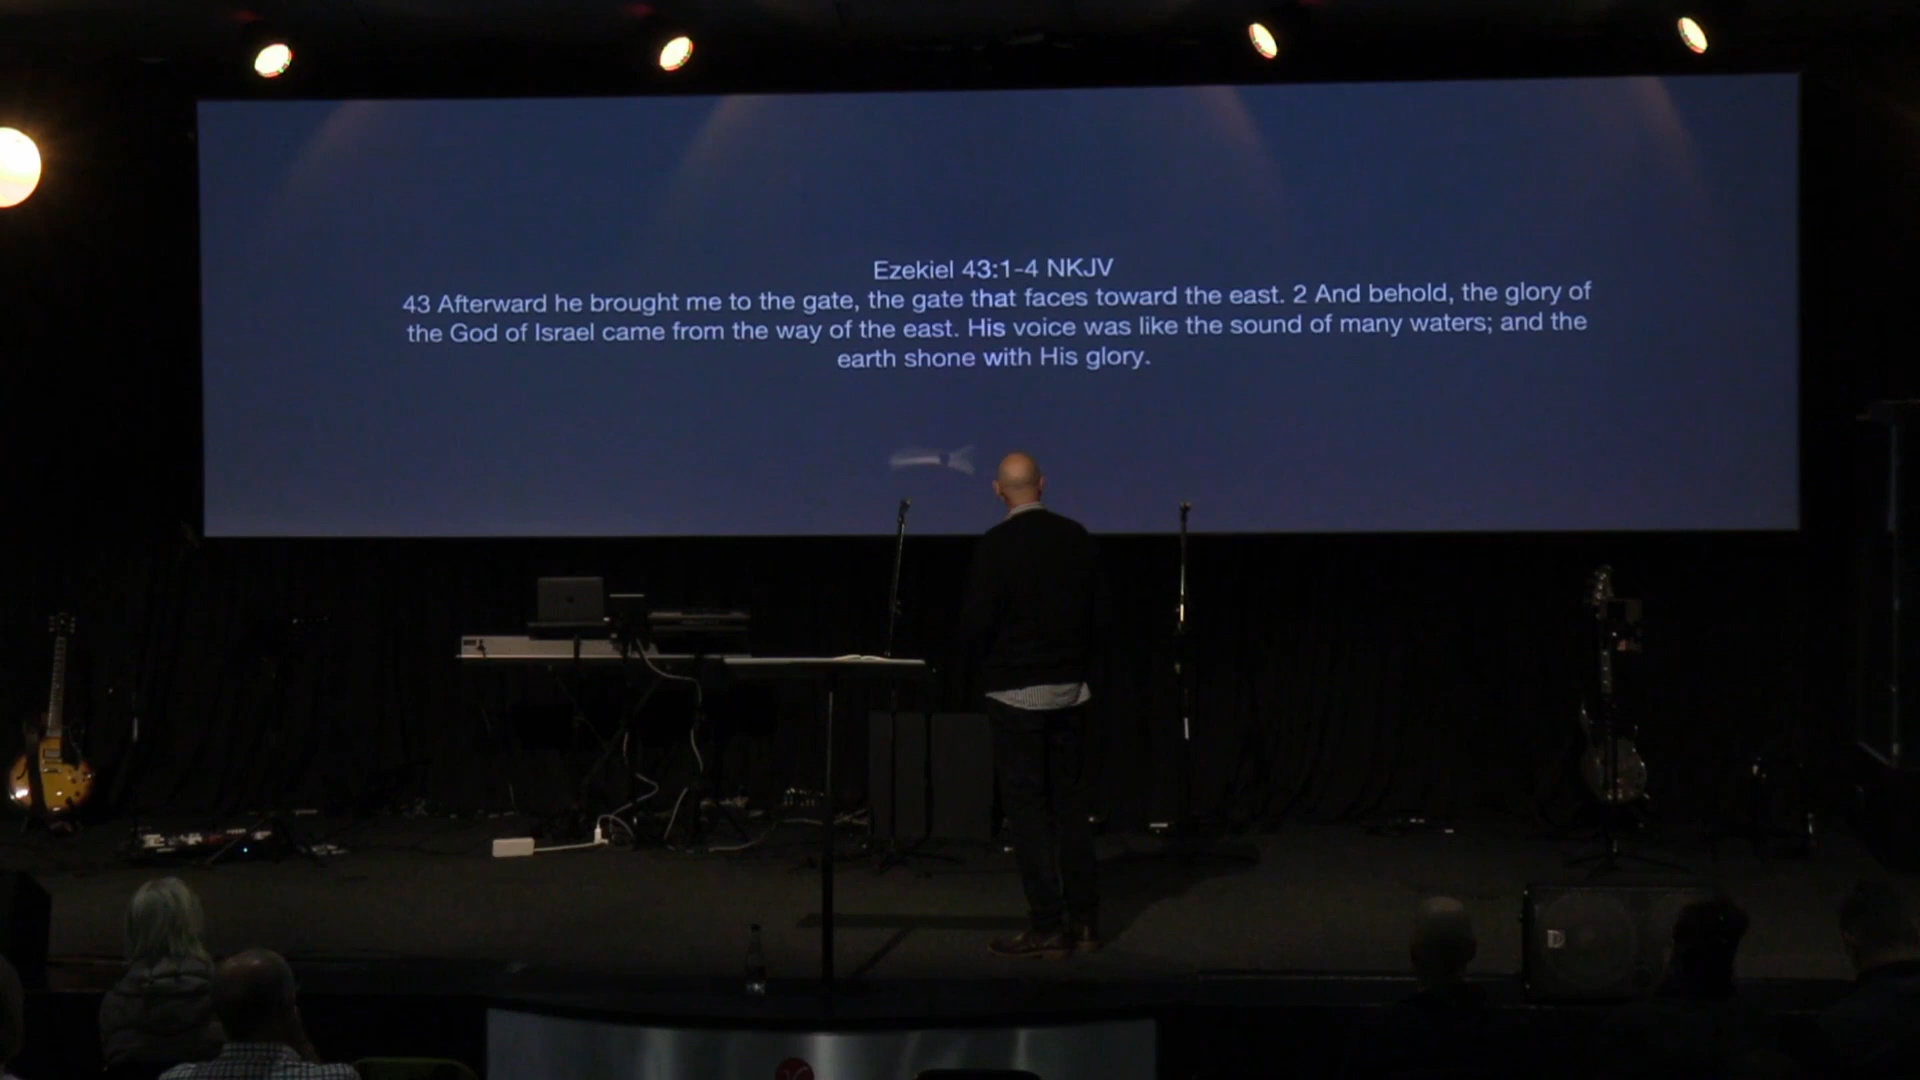 Ezekiel 43:1-4 NKJV
43 Afterward he brought me to the gate, the gate that faces toward the east. 2 And behold, the glory of
the God of Israel came from the way of the east. His voice was like the sound of many waters; and the
earth shone with His glory.